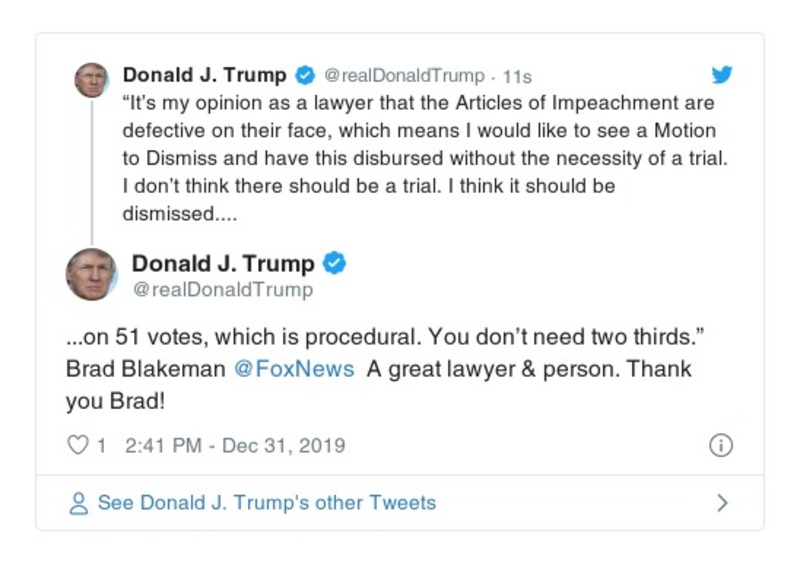 Donald J. Trump @realDonaldTrump · 11s
“It’s my opinion as a lawyer that the Articles of Impeachment are
defective on their face, which means I would like to see a Motion
to Dismiss and have this disbursed without the necessity of a trial.
I don’t think there should be a trial. I think it should be
dismissed....
Donald J. Trump
@realDonaldTrump
...on 51 votes, which is procedural. You don’t need two thirds.”
Brad Blakeman @FoxNews A great lawyer & person. Thank
you Brad!
1 2:41 PM - Dec 31, 2019
See Donald J. Trump's other Tweets